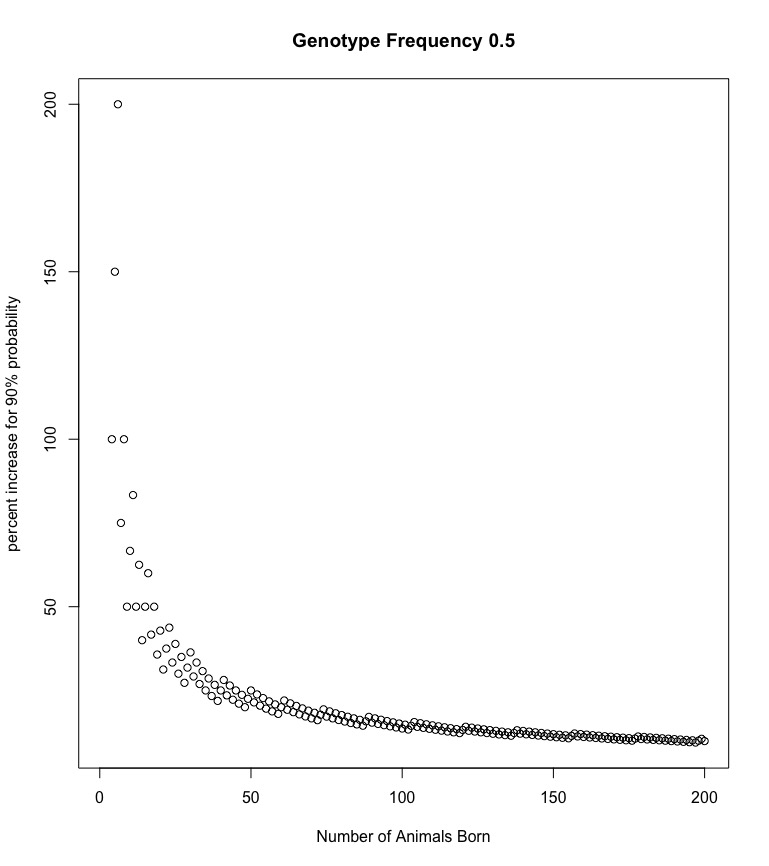 Genotype Frequency 0.5
percent increase for 90% probability
200
150
100
50
0 50 100 150 200
Number of Animals Born